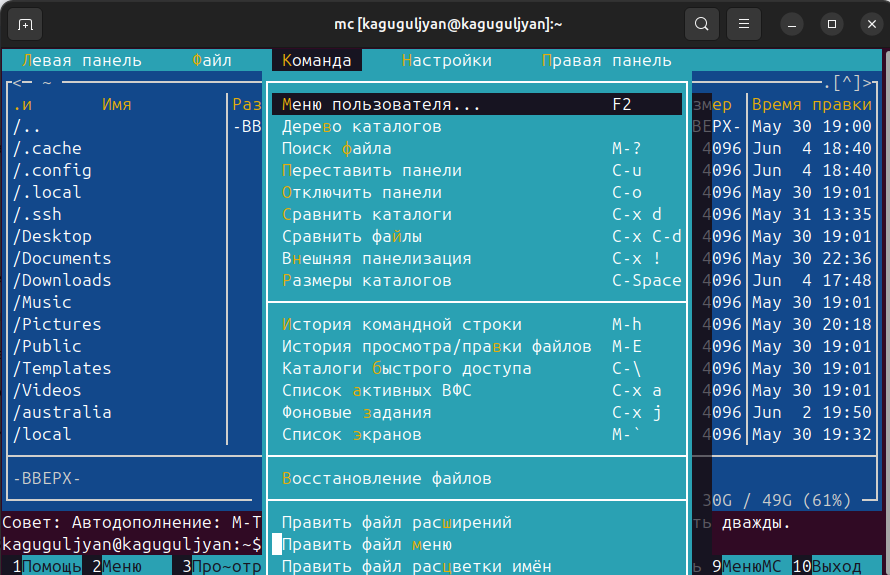 mc [kaguguljyan@kaguguljyan]:~
Левая панель Файл Команда Настройки Правая панель
<─ ~ .[^]>
.и Имя Раз змер Время правки
Меню пользователя... F2
/.. -ВВ ВЕРХ- May 30 19:00
Дерево каталогов
/.cache 4096 Jun 4 18:40
Поиск файла M-?
/.config 4096 Jun 4 18:40
Переставить панели C-u
/.local 4096 May 30 19:01
Отключить панели C-o
/.ssh 4096 May 31 13:35
Сравнить каталоги C-x d
/Desktop 4096 May 30 19:01
Сравнить файлы C-x C-d
/Documents 4096 May 30 22:36
Внешняя панелизация C-x !
/Downloads 4096 Jun 4 17:48
Размеры каталогов C-Space
/Music 4096 May 30 19:01
/Pictures 4096 May 30 20:18
История командной строки M-h
/Public 4096 May 30 19:01
История просмотра/правки файлов M-E
/Templates 4096 May 30 19:01
Каталоги быстрого доступа C-\
/Videos 4096 May 30 19:01
Список активных ВФС C-x a
/australia 4096 Jun 2 19:50
Фоновые задания C-x j
/local 4096 May 30 19:32
Список экранов M-`
-ВВЕРХ-
Восстановление файлов
30G / 49G (61%)
Совет: Автодополнение: M-T ть дважды.
Править файл расширений
kaguguljyan@kaguguljyan:~$
Править файл меню
1Помощь 2Меню 3Про~отр ь 9МенюMC 10Выход
Править файл расцветки имён